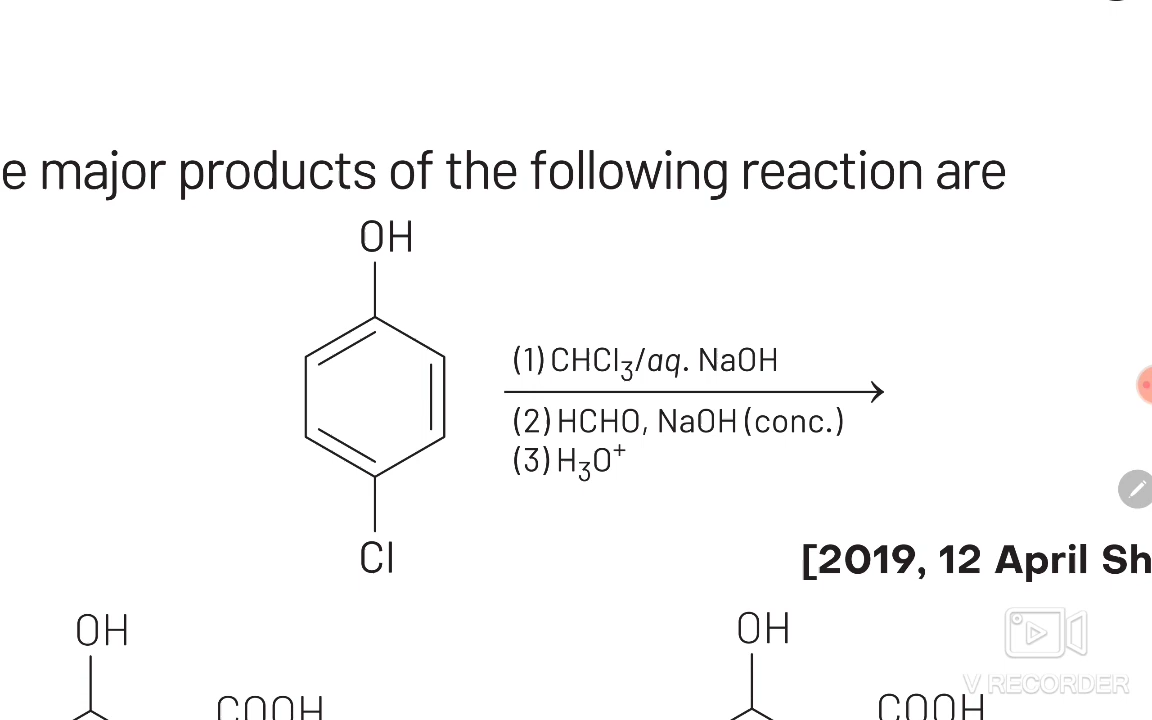 e major products of the following reaction are
OH
(1) CHCl₃/aq. NaOH
(2) HCHO, NaOH (conc.)
(3) H₃O⁺
Cl
[2019, 12 April Sh
OH
OH
COOH
COOH
V RECORDER